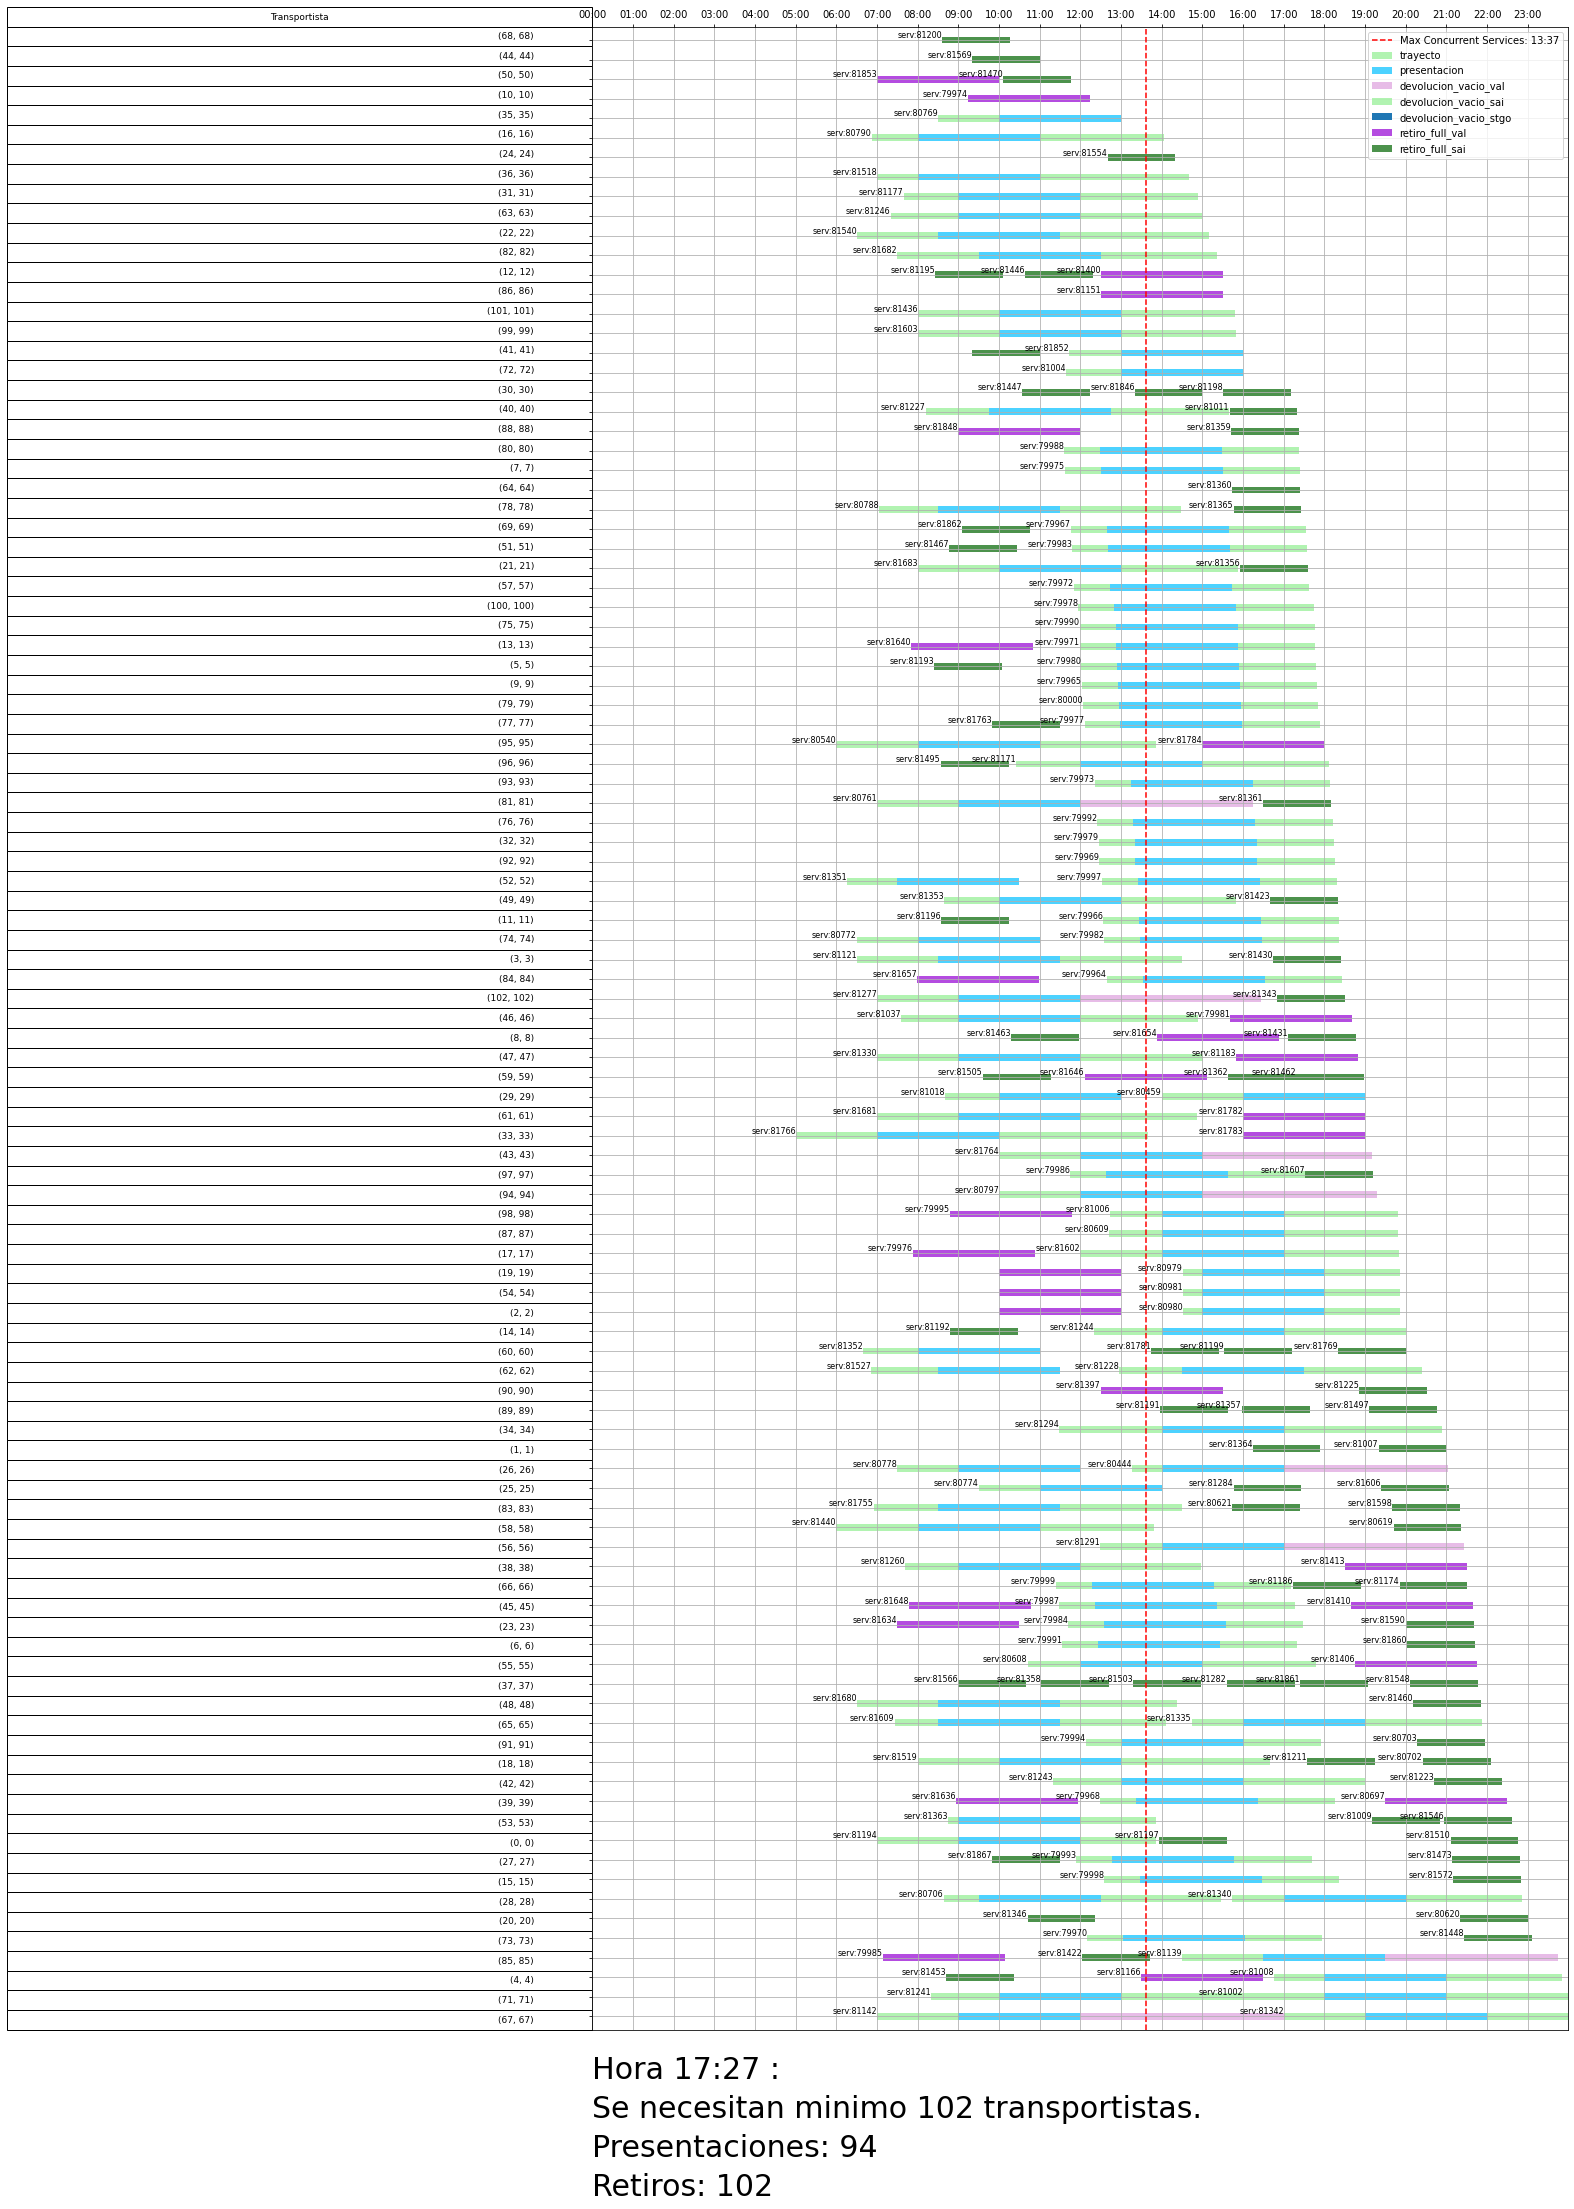 Transportista
00:00 01:00 02:00 03:00 04:00 05:00 06:00 07:00 08:00 09:00 10:00 11:00 12:00 13:00 14:00 15:00 16:00 17:00 18:00 19:00 20:00 21:00 22:00 23:00
Max Concurrent Services: 13:37
trayecto
presentacion
devolucion_vacio_val
devolucion_vacio_sai
devolucion_vacio_stgo
retiro_full_val
retiro_full_sai
(68, 68) serv:81200
(44, 44) serv:81569
(50, 50) serv:81853 serv:81470
(10, 10) serv:79974
(35, 35) serv:80769
(16, 16) serv:80790
(24, 24) serv:81554
(36, 36) serv:81518
(31, 31) serv:81177
(63, 63) serv:81246
(22, 22) serv:81540
(82, 82) serv:81682
(12, 12) serv:81195 serv:81446 serv:81400
(86, 86) serv:81151
(101, 101) serv:81436
(99, 99) serv:81603
(41, 41) serv:81852
(72, 72) serv:81004
(30, 30) serv:81447 serv:81846 serv:81198
(40, 40) serv:81227 serv:81011
(88, 88) serv:81848 serv:81359
(80, 80) serv:79988
(7, 7) serv:79975
(64, 64) serv:81360
(78, 78) serv:80788 serv:81365
(69, 69) serv:81862 serv:79967
(51, 51) serv:81467 serv:79983
(21, 21) serv:81683 serv:81356
(57, 57) serv:79972
(100, 100) serv:79978
(75, 75) serv:79990
(13, 13) serv:81640 serv:79971
(5, 5) serv:81193 serv:79980
(9, 9) serv:79965
(79, 79) serv:80000
(77, 77) serv:81763 serv:79977
(95, 95) serv:80540 serv:81784
(96, 96) serv:81495 serv:81171
(93, 93) serv:79973
(81, 81) serv:80761 serv:81361
(76, 76) serv:79992
(32, 32) serv:79979
(92, 92) serv:79969
(52, 52) serv:81351 serv:79997
(49, 49) serv:81353 serv:81423
(11, 11) serv:81196 serv:79966
(74, 74) serv:80772 serv:79982
(3, 3) serv:81121 serv:81430
(84, 84) serv:81657 serv:79964
(102, 102) serv:81277 serv:81343
(46, 46) serv:81037 serv:79981
(8, 8) serv:81463 serv:81654 serv:81431
(47, 47) serv:81330 serv:81183
(59, 59) serv:81505 serv:81646 serv:81362 serv:81462
(29, 29) serv:81018 serv:80459
(61, 61) serv:81681 serv:81782
(33, 33) serv:81766 serv:81783
(43, 43) serv:81764
(97, 97) serv:79986 serv:81607
(94, 94) serv:80797
(98, 98) serv:79995 serv:81006
(87, 87) serv:80609
(17, 17) serv:79976 serv:81602
(19, 19) serv:80979
(54, 54) serv:80981
(2, 2) serv:80980
(14, 14) serv:81192 serv:81244
(60, 60) serv:81352 serv:81781 serv:81199 serv:81769
(62, 62) serv:81527 serv:81228
(90, 90) serv:81397 serv:81225
(89, 89) serv:81191 serv:81357 serv:81497
(34, 34) serv:81294
(1, 1) serv:81364 serv:81007
(26, 26) serv:80778 serv:80444
(25, 25) serv:80774 serv:81284 serv:81606
(83, 83) serv:81755 serv:80621 serv:81598
(58, 58) serv:81440 serv:80619
(56, 56) serv:81291
(38, 38) serv:81260 serv:81413
(66, 66) serv:79999 serv:81186 serv:81174
(45, 45) serv:81648 serv:79987 serv:81410
(23, 23) serv:81634 serv:79984 serv:81590
(6, 6) serv:79991 serv:81860
(55, 55) serv:80608 serv:81406
(37, 37) serv:81566 serv:81358 serv:81503 serv:81282 serv:81861 serv:81548
(48, 48) serv:81680 serv:81460
(65, 65) serv:81609 serv:81335
(91, 91) serv:79994 serv:80703
(18, 18) serv:81519 serv:81211 serv:80702
(42, 42) serv:81243 serv:81223
(39, 39) serv:81636 serv:79968 serv:80697
(53, 53) serv:81363 serv:81009 serv:81546
(0, 0) serv:81194 serv:81197 serv:81510
(27, 27) serv:81867 serv:79993 serv:81473
(15, 15) serv:79998 serv:81572
(28, 28) serv:80706 serv:81340
(20, 20) serv:81346 serv:80620
(73, 73) serv:79970 serv:81448
(85, 85) serv:79985 serv:81422 serv:81139
(4, 4) serv:81453 serv:81166 serv:81008
(71, 71) serv:81241 serv:81002
(67, 67) serv:81142 serv:81342
Hora 17:27 :
Se necesitan minimo 102 transportistas.
Presentaciones: 94
Retiros: 102